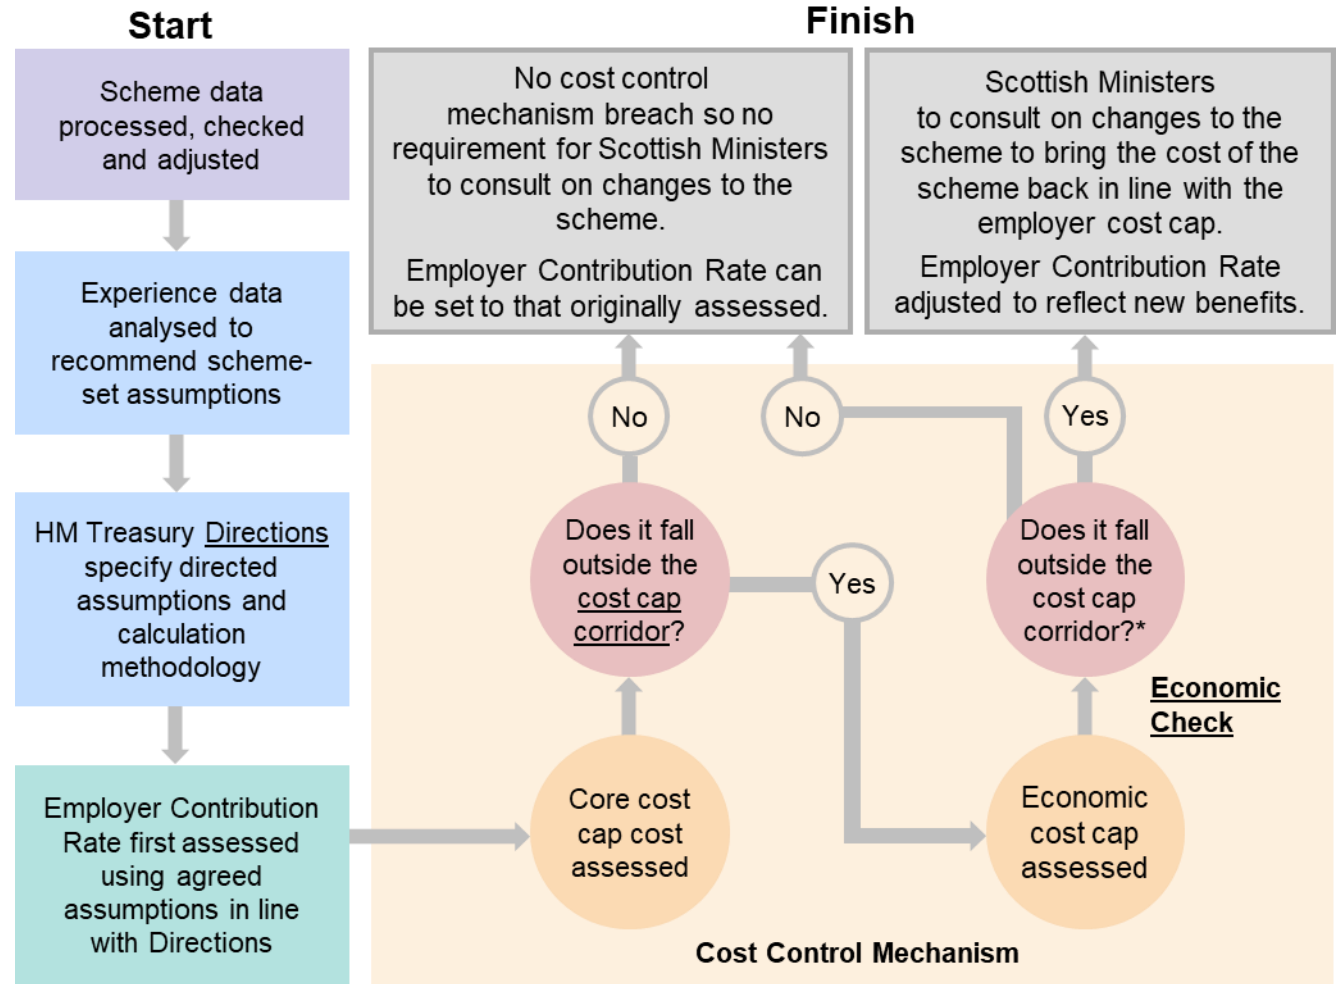 Start
Scheme data
processed, checked
and adjusted
Experience data
analysed to
recommend scheme-
set assumptions
HM Treasury Directions
specify directed
assumptions and
calculation
methodology
Employer Contribution
Rate first assessed
using agreed
assumptions in line
with Directions
Finish
No cost control
mechanism breach so no
requirement for Scottish Ministers
to consult on changes to the
scheme.
Employer Contribution Rate can
be set to that originally assessed.
Scottish Ministers
to consult on changes to the
scheme to bring the cost of the
scheme back in line with the
employer cost cap.
Employer Contribution Rate
adjusted to reflect new benefits.
No
No
Yes
Does it fall
outside the
cost cap
corridor?
Yes
Does it fall
outside the
cost cap
corridor?*
Economic
Check
Core cost
cap cost
assessed
Economic
cost cap
assessed
Cost Control Mechanism